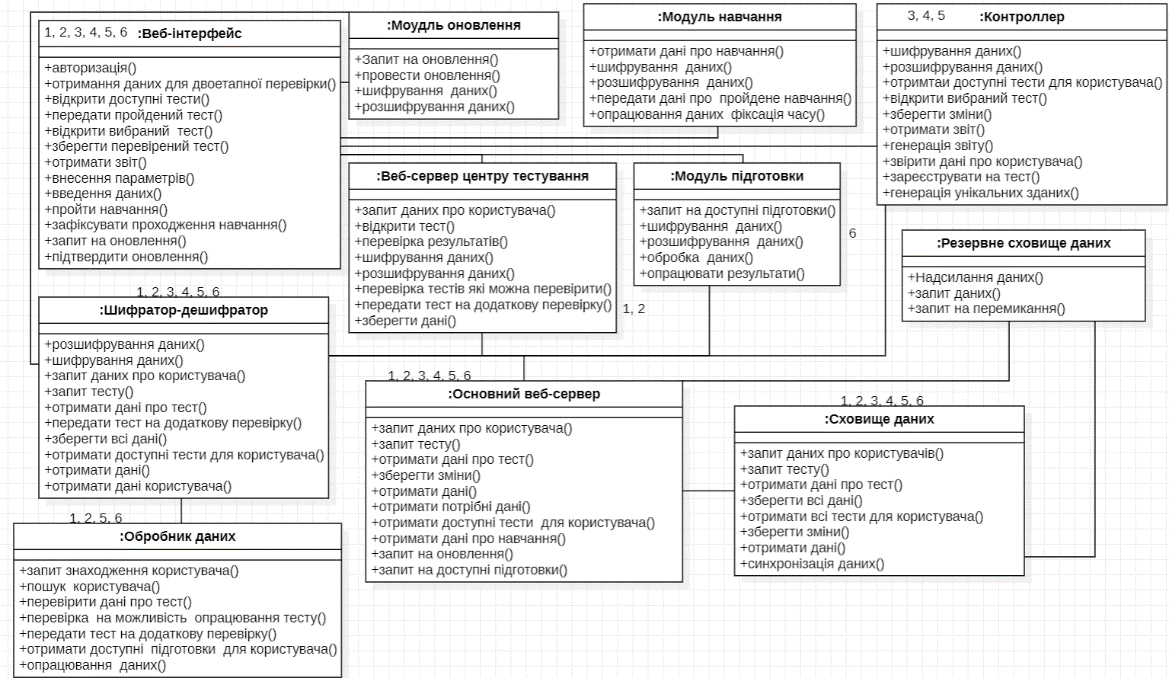 1, 2, 3, 4, 5, 6 :Веб-інтерфейс
+авторизація()
+отримання даних для двоетапної перевірки()
+відкрити доступні тести()
+передати пройдений тест()
+відкрити вибраний тест()
+зберегти перевірений тест()
+отримати звіт()
+внесення параметрів()
+введення даних()
+пройти навчання()
+зафіксувати проходження навчання()
+запит на оновлення()
+підтвердити оновлення()
:Моудль оновлення
+Запит на оновлення()
+провести оновлення()
+шифрування даних()
+розшифрування даних()
:Модуль навчання
+отримати дані про навчання()
+шифрування даних()
+розшифрування даних()
+передати дані про пройдене навчання()
+опрацювання даних фіксація часу()
3, 4, 5 :Контроллер
+шифрування даних()
+розшифрування даних()
+отримтаи доступні тести для користувача()
+відкрити вибраний тест()
+зберегти зміни()
+отримати звіт()
+генерація звіту()
+звірити дані про користувача()
+зареєструвати на тест()
+генерація унікальних зданих()
:Веб-сервер центру тестування
+запит даних про користувача()
+відкрити тест()
+перевірка результатів()
+шифрування даних()
+розшифрування даних()
+перевірка тестів які можна перевірити()
+передати тест на додаткову перевірку()
+зберегти дані()
1, 2
:Модуль підготовки
+запит на доступні підготовки()
+шифрування даних()
+розшифрування даних()
+обробка даних()
+опрацювати результати()
6
:Резервне сховище даних
+Надсилання даних()
+запит даних()
+запит на перемикання()
1, 2, 3, 4, 5, 6
:Шифратор-дешифратор
+розшифрування даних()
+шифрування даних()
+запит даних про користувача()
+запит тесту()
+отримати дані про тест()
+передати тест на додаткову перевірку()
+зберегти всі дані()
+отримати доступні тести для користувача()
+отримати дані()
+отримати дані користувача()
1, 2, 3, 4, 5, 6
:Основний веб-сервер
+запит даних про користувача()
+запит тесту()
+отримати дані про тест()
+зберегти зміни()
+отримати дані()
+отримати потрібні дані()
+отримати доступні тести для користувача()
+отримати дані про навчання()
+запит на оновлення()
+запит на доступні підготовки()
1, 2, 3, 4, 5, 6
:Сховище даних
+запит даних про користувачів()
+запит тесту()
+отримати дані про тест()
+зберегти всі дані()
+отримати всі тести для користувача()
+зберегти зміни()
+отримати дані()
+синхронізація даних()
1, 2, 5, 6
:Обробник даних
+запит знаходження користувача()
+пошук користувача()
+перевірити дані про тест()
+перевірка на можливість опрацювання тесту()
+передати тест на додаткову перевірку()
+отримати доступні підготовки для користувача()
+опрацювання даних()